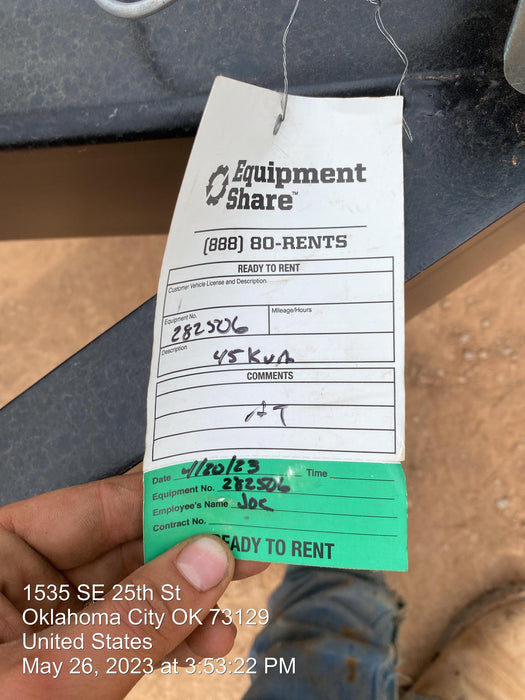 Equipment
Share™
(888) 80-RENTS
READY TO RENT
Customer Vehicle License and Description
Equipment No.
Mileage/Hours
282506
Description
45 KVA
COMMENTS
AT
Date 4/20/23 Time
Equipment No. 282506
Employee's Name Joe
Contract No.
READY TO RENT
1535 SE 25th St
Oklahoma City OK 73129
United States
May 26, 2023 at 3:53:22 PM